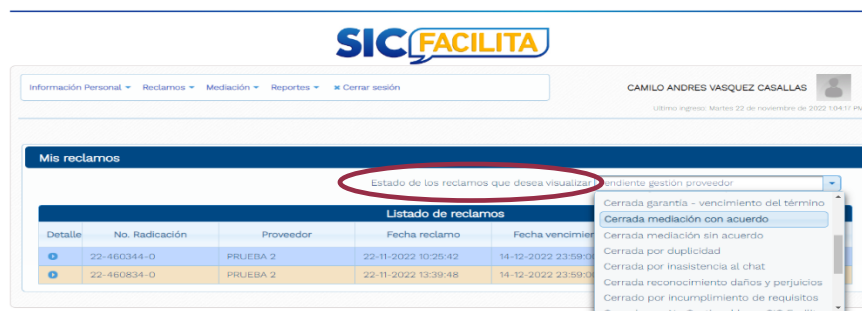 SIC FACILITA
Información Personal Reclamos Mediación Reportes Cerrar sesión
CAMILO ANDRES VASQUEZ CASALLAS
Ultimo ingreso: Martes 22 de noviembre de 2022 1:04:17 PM
Mis reclamos
Estado de los reclamos que desea visualizar endiente gestión proveedor
Cerrada garantía - vencimiento del término
Cerrada mediación con acuerdo
Cerrada mediación sin acuerdo
Cerrada por duplicidad
Cerrada por inasistencia al chat
Cerrada reconocimiento daños y perjuicios
Cerrado por incumplimiento de requisitos
Listado de reclamos
Detalle No. Radicación Proveedor Fecha reclamo Fecha vencimien
22-460344-0 PRUEBA 2 22-11-2022 10:25:42 14-12-2022 23:59:0
22-460834-0 PRUEBA 2 22-11-2022 13:39:48 14-12-2022 23:59:0